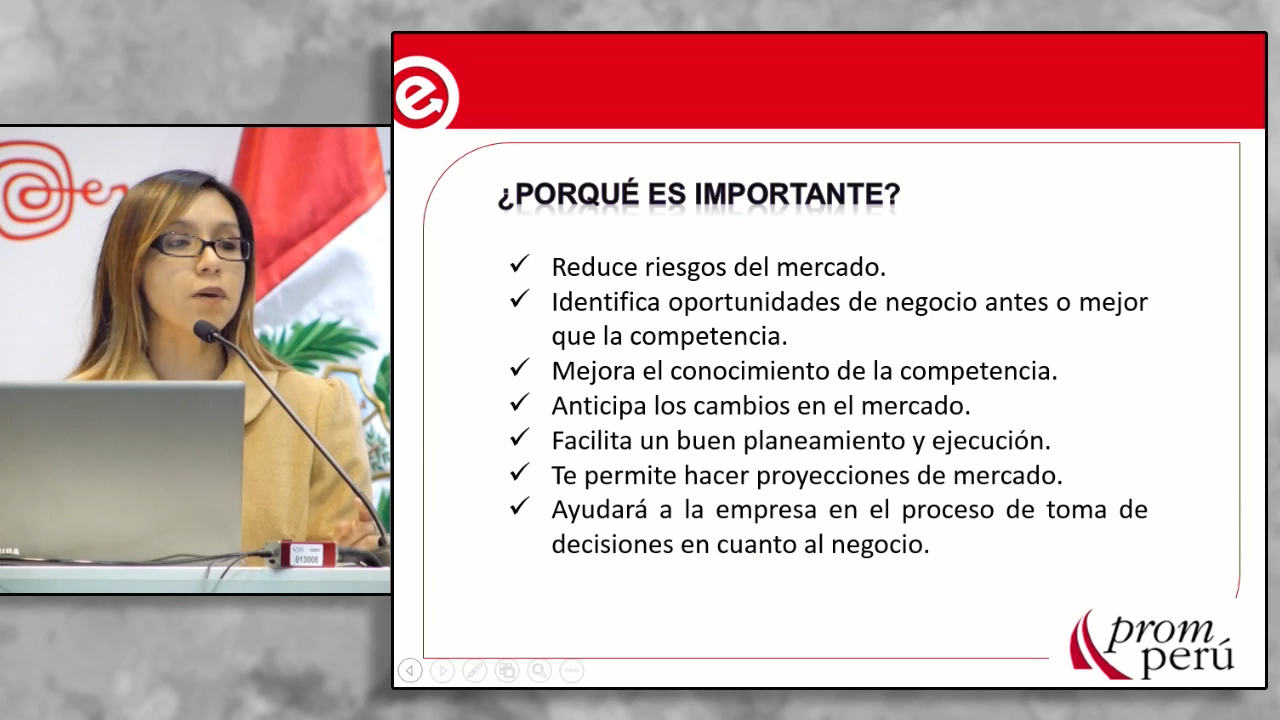 ¿PORQUÉ ES IMPORTANTE?
✓ Reduce riesgos del mercado.
✓ Identifica oportunidades de negocio antes o mejor
que la competencia.
✓ Mejora el conocimiento de la competencia.
✓ Anticipa los cambios en el mercado.
✓ Facilita un buen planeamiento y ejecución.
✓ Te permite hacer proyecciones de mercado.
✓ Ayudará a la empresa en el proceso de toma de
decisiones en cuanto al negocio.
prom
perú
013008